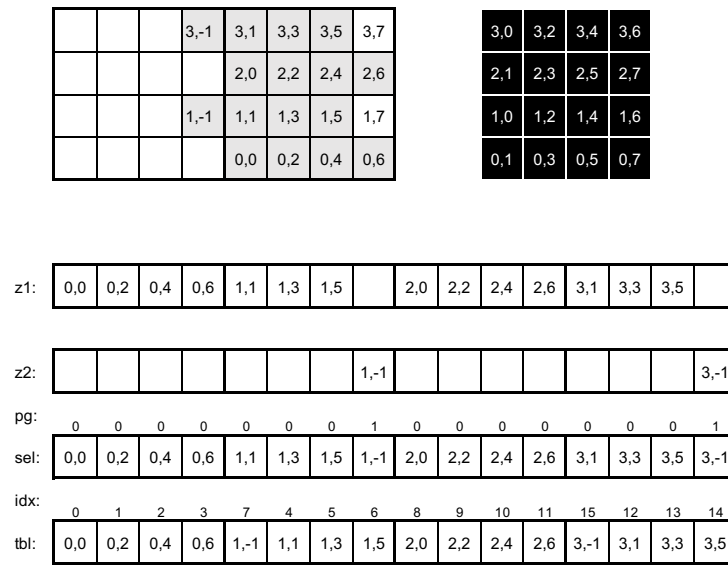 3,-1 3,1 3,3 3,5 3,7 3,0 3,2 3,4 3,6
2,0 2,2 2,4 2,6 2,1 2,3 2,5 2,7
1,-1 1,1 1,3 1,5 1,7 1,0 1,2 1,4 1,6
0,0 0,2 0,4 0,6 0,1 0,3 0,5 0,7
z1: 0,0 0,2 0,4 0,6 1,1 1,3 1,5 2,0 2,2 2,4 2,6 3,1 3,3 3,5
z2: 1,-1 3,-1
pg: 0 0 0 0 0 0 0 1 0 0 0 0 0 0 0 1
sel: 0,0 0,2 0,4 0,6 1,1 1,3 1,5 1,-1 2,0 2,2 2,4 2,6 3,1 3,3 3,5 3,-1
idx: 0 1 2 3 7 4 5 6 8 9 10 11 15 12 13 14
tbl: 0,0 0,2 0,4 0,6 1,-1 1,1 1,3 1,5 2,0 2,2 2,4 2,6 3,-1 3,1 3,3 3,5